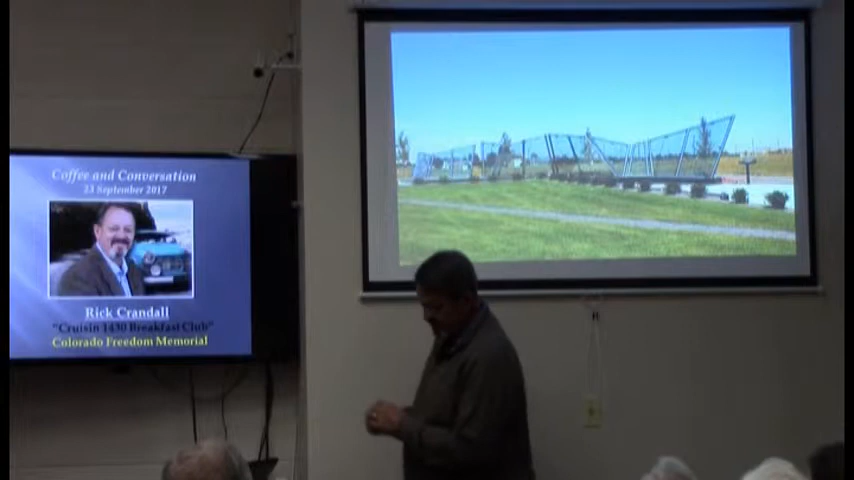 Coffee and Conversation
23 September 2017
Rick Crandall
"Cruisin 1430 Breakfast Club"
Colorado Freedom Memorial